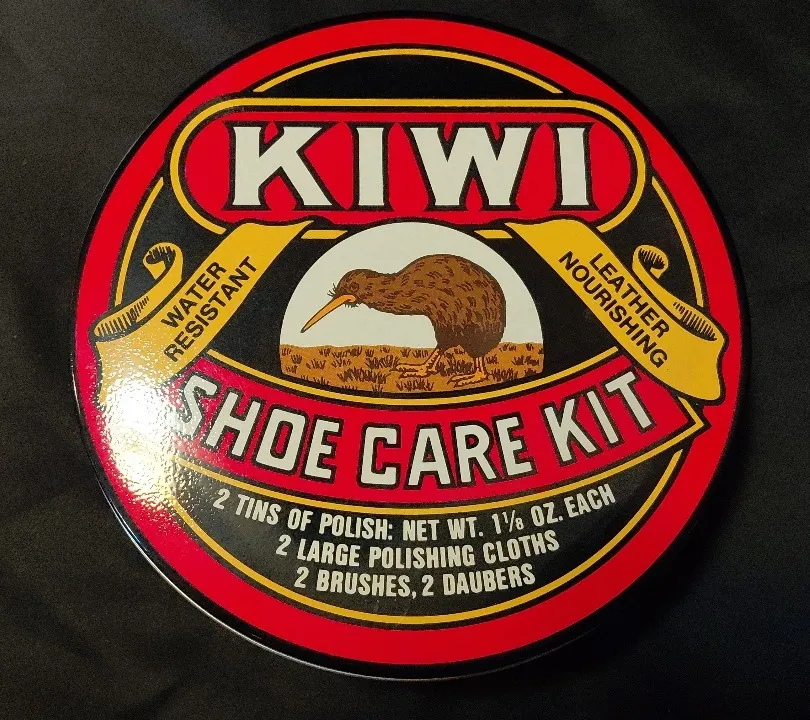 KIWI
WATER
RESISTANT
LEATHER
NOURISHING
SHOE CARE KIT
2 TINS OF POLISH: NET WT. 1⅛ OZ. EACH
2 LARGE POLISHING CLOTHS
2 BRUSHES, 2 DAUBERS